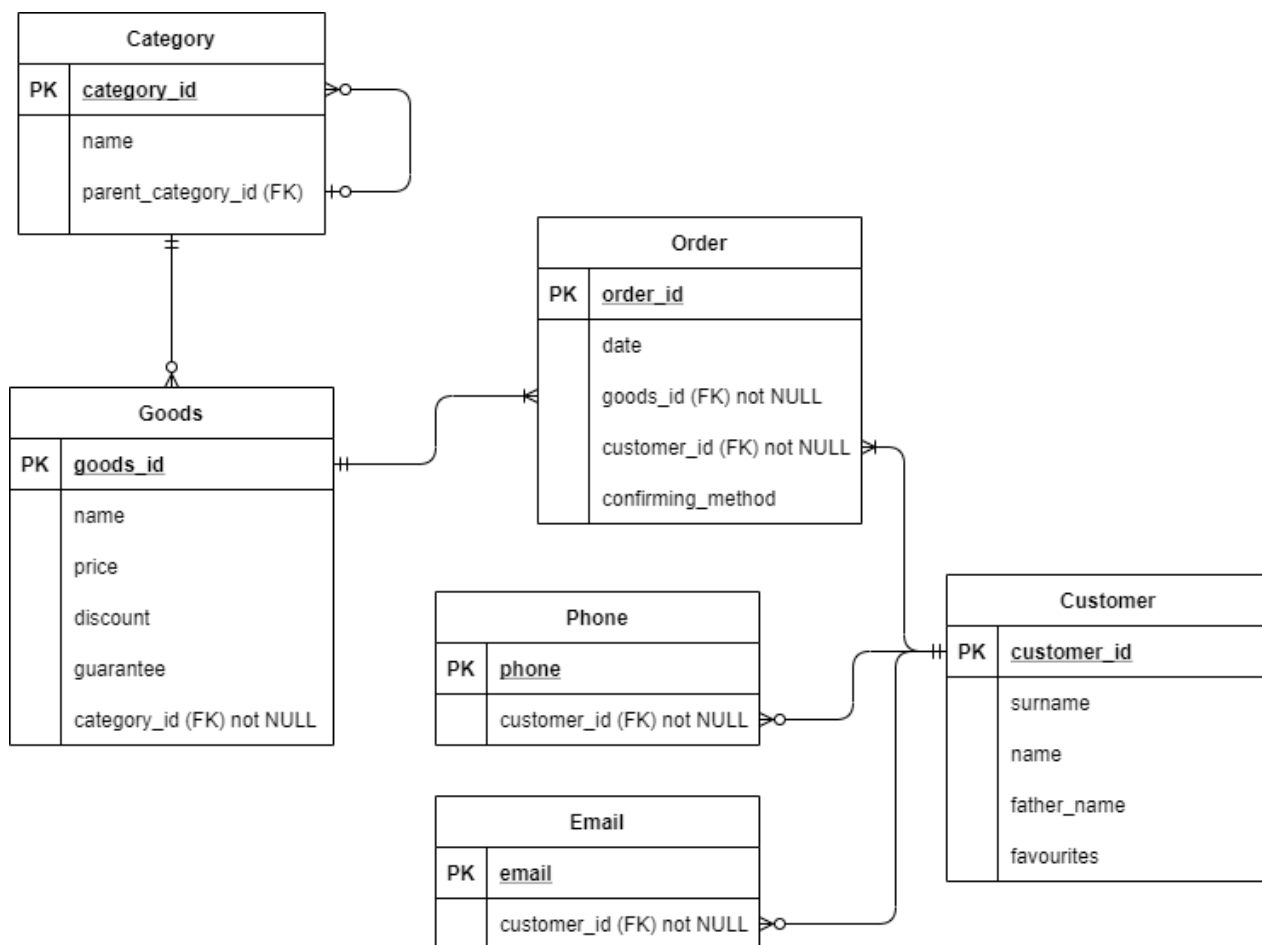 Category
PK category_id
name
parent_category_id (FK)
Order
PK order_id
date
goods_id (FK) not NULL
customer_id (FK) not NULL
confirming_method
Goods
PK goods_id
name
price
discount
guarantee
category_id (FK) not NULL
Phone
PK phone
customer_id (FK) not NULL
Customer
PK customer_id
surname
name
father_name
favourites
Email
PK email
customer_id (FK) not NULL